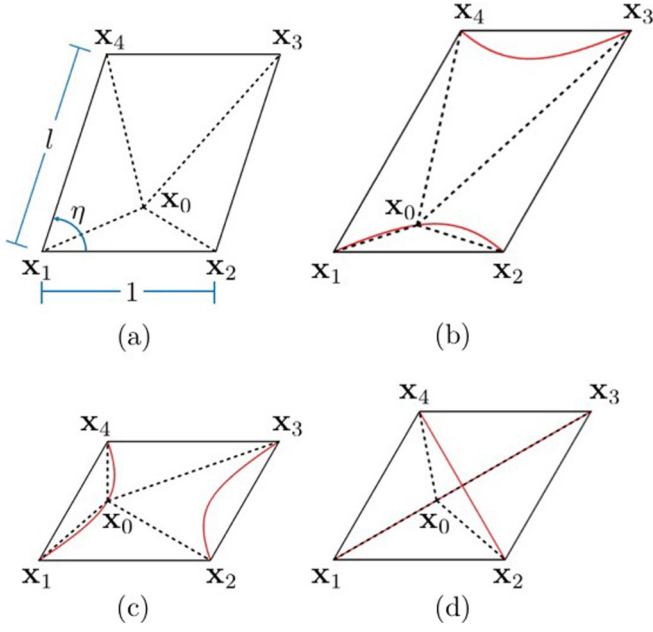 x₄ x₃
l
η
x₀
x₁ x₂
1
(a)
x₄ x₃
x₀
x₁ x₂
(b)
x₄ x₃
x₀
x₁ x₂
(c)
x₄ x₃
x₀
x₁ x₂
(d)